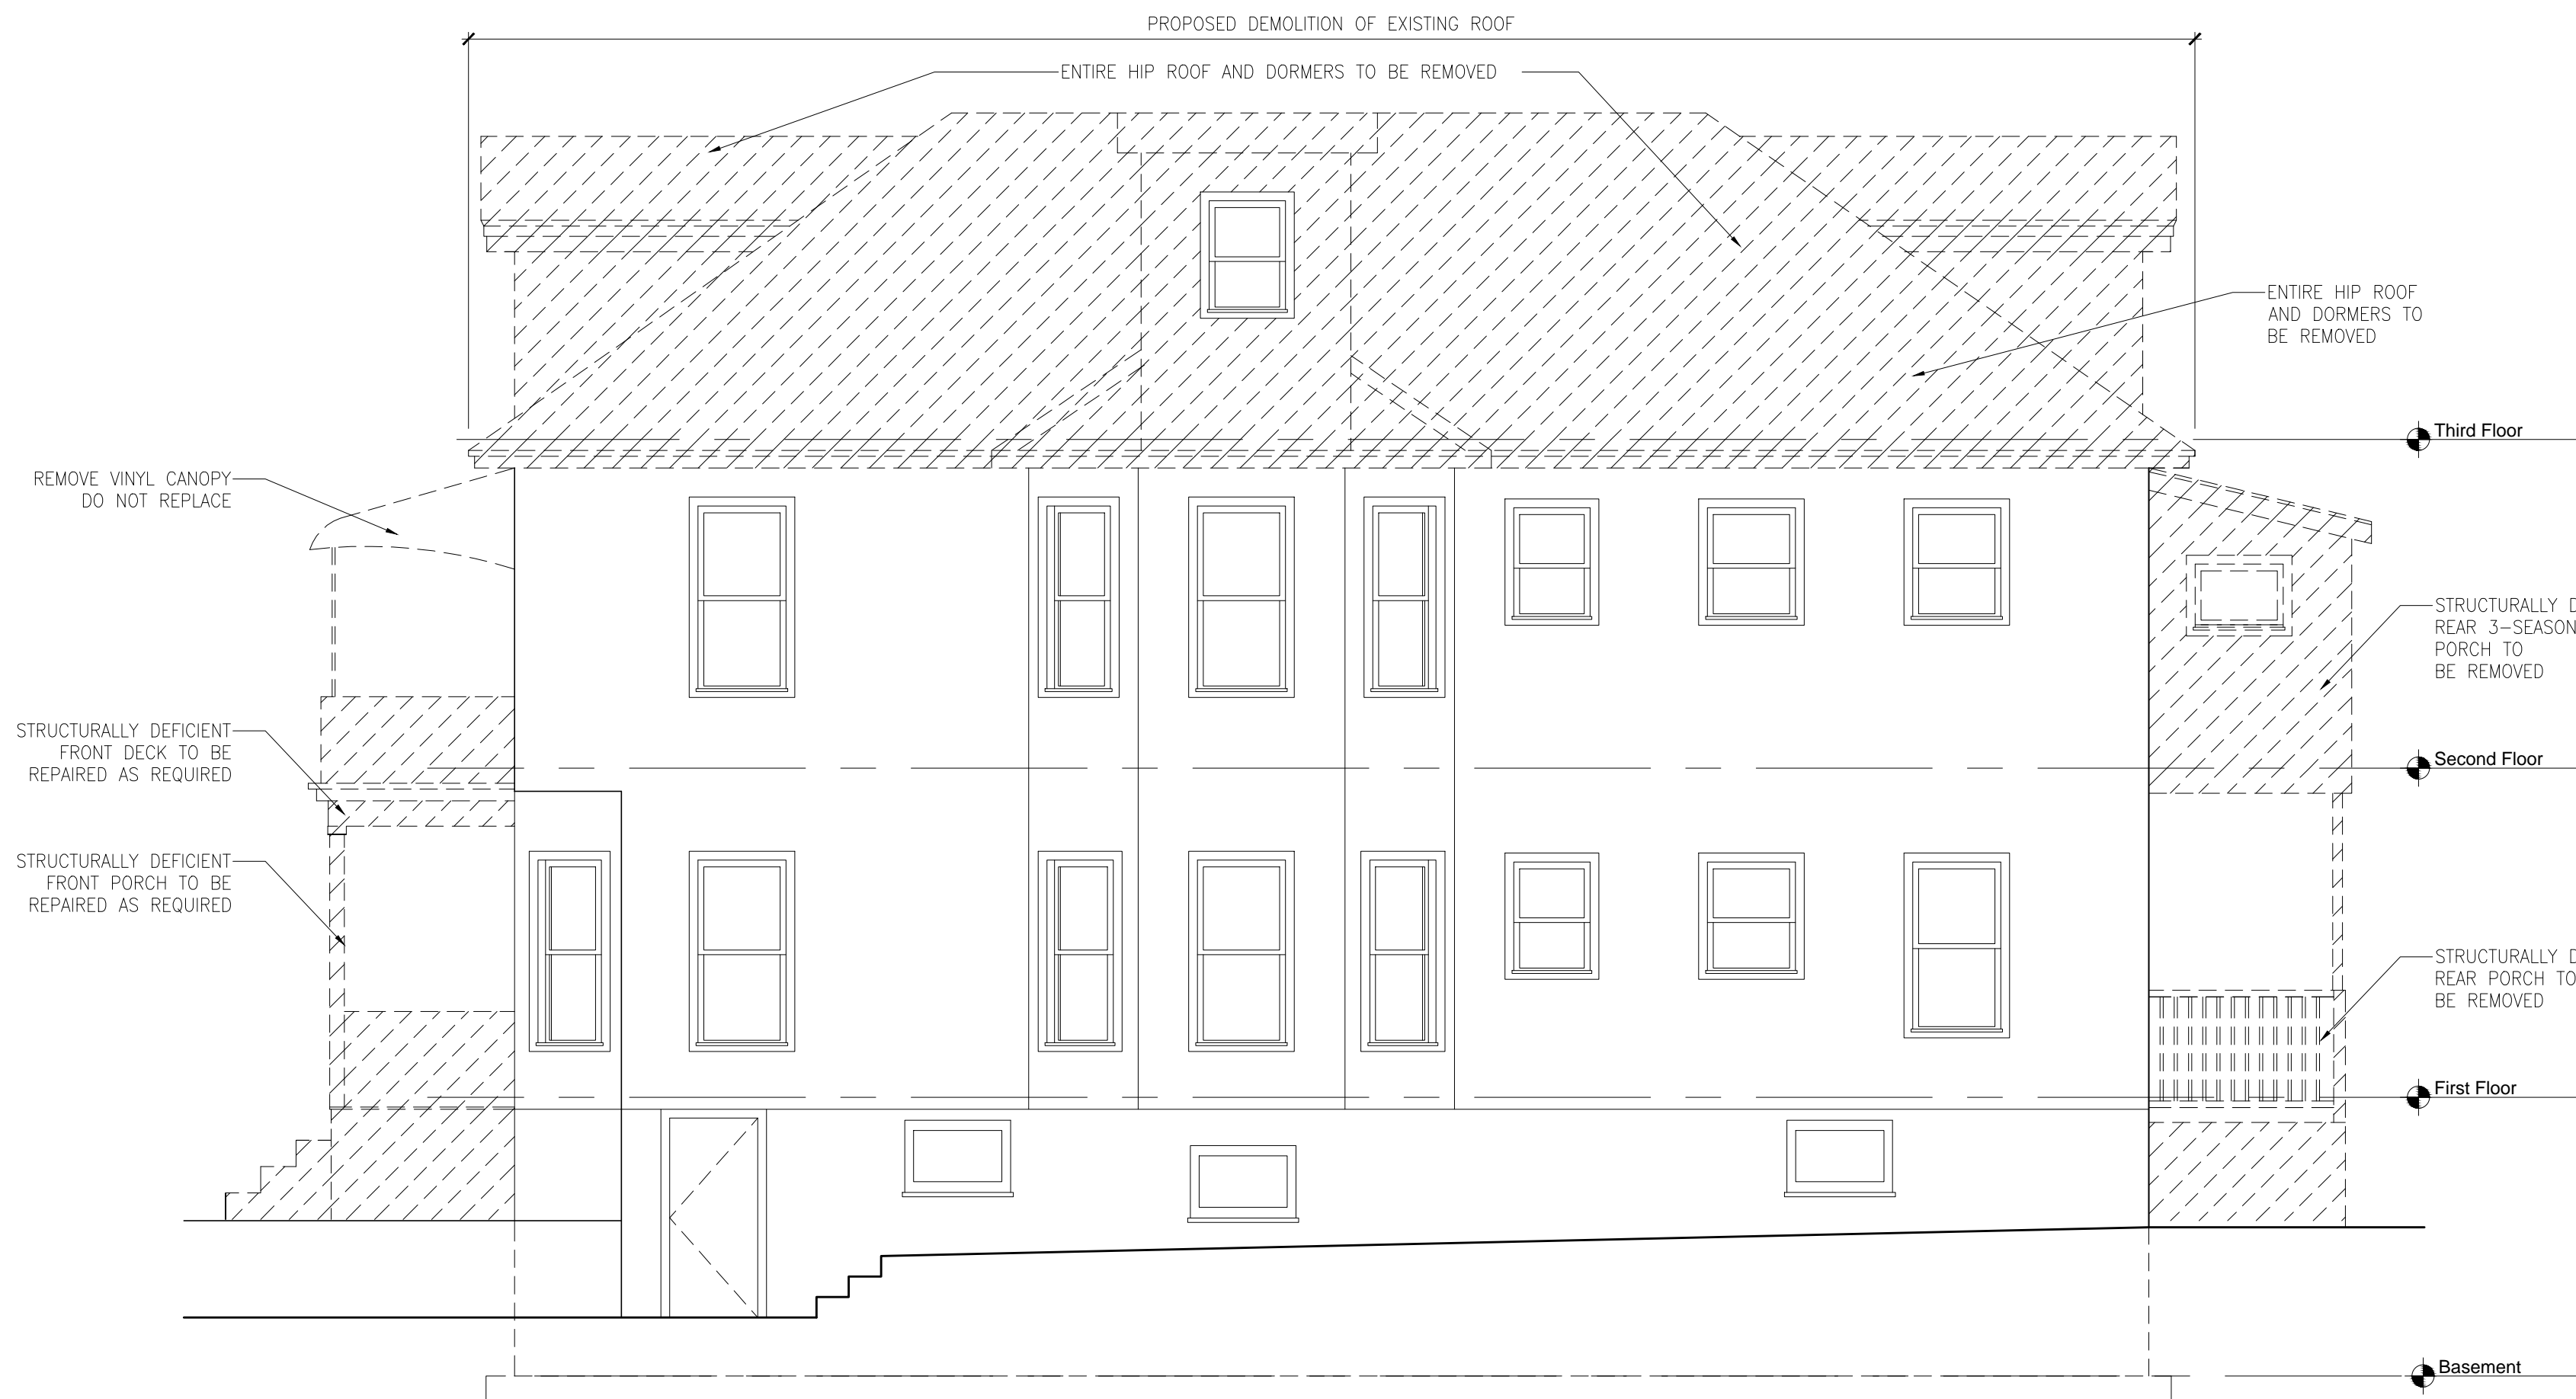 PROPOSED DEMOLITION OF EXISTING ROOF
ENTIRE HIP ROOF AND DORMERS TO BE REMOVED
ENTIRE HIP ROOF
AND DORMERS TO
BE REMOVED
Third Floor
REMOVE VINYL CANOPY
DO NOT REPLACE
STRUCTURALLY
REAR 3-SEASON
PORCH TO
BE REMOVED
STRUCTURALLY DEFICIENT
FRONT DECK TO BE
REPAIRED AS REQUIRED
Second Floor
STRUCTURALLY DEFICIENT
FRONT PORCH TO BE
REPAIRED AS REQUIRED
STRUCTURALLY
REAR PORCH TO
BE REMOVED
First Floor
Basement